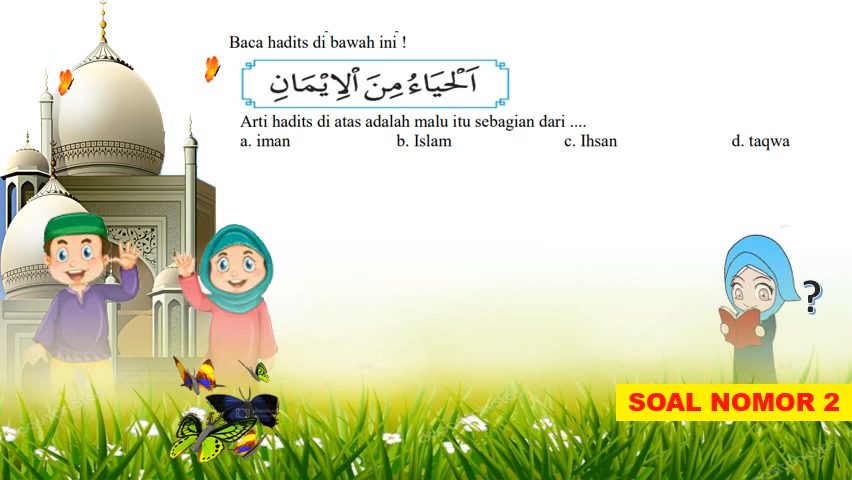 Baca hadits di bawah ini !
اَلْحَيَاءُ مِنَ الْاِيْمَانِ
Arti hadits di atas adalah malu itu sebagian dari ....
a. iman b. Islam c. Ihsan d. taqwa
?
SOAL NOMOR 2